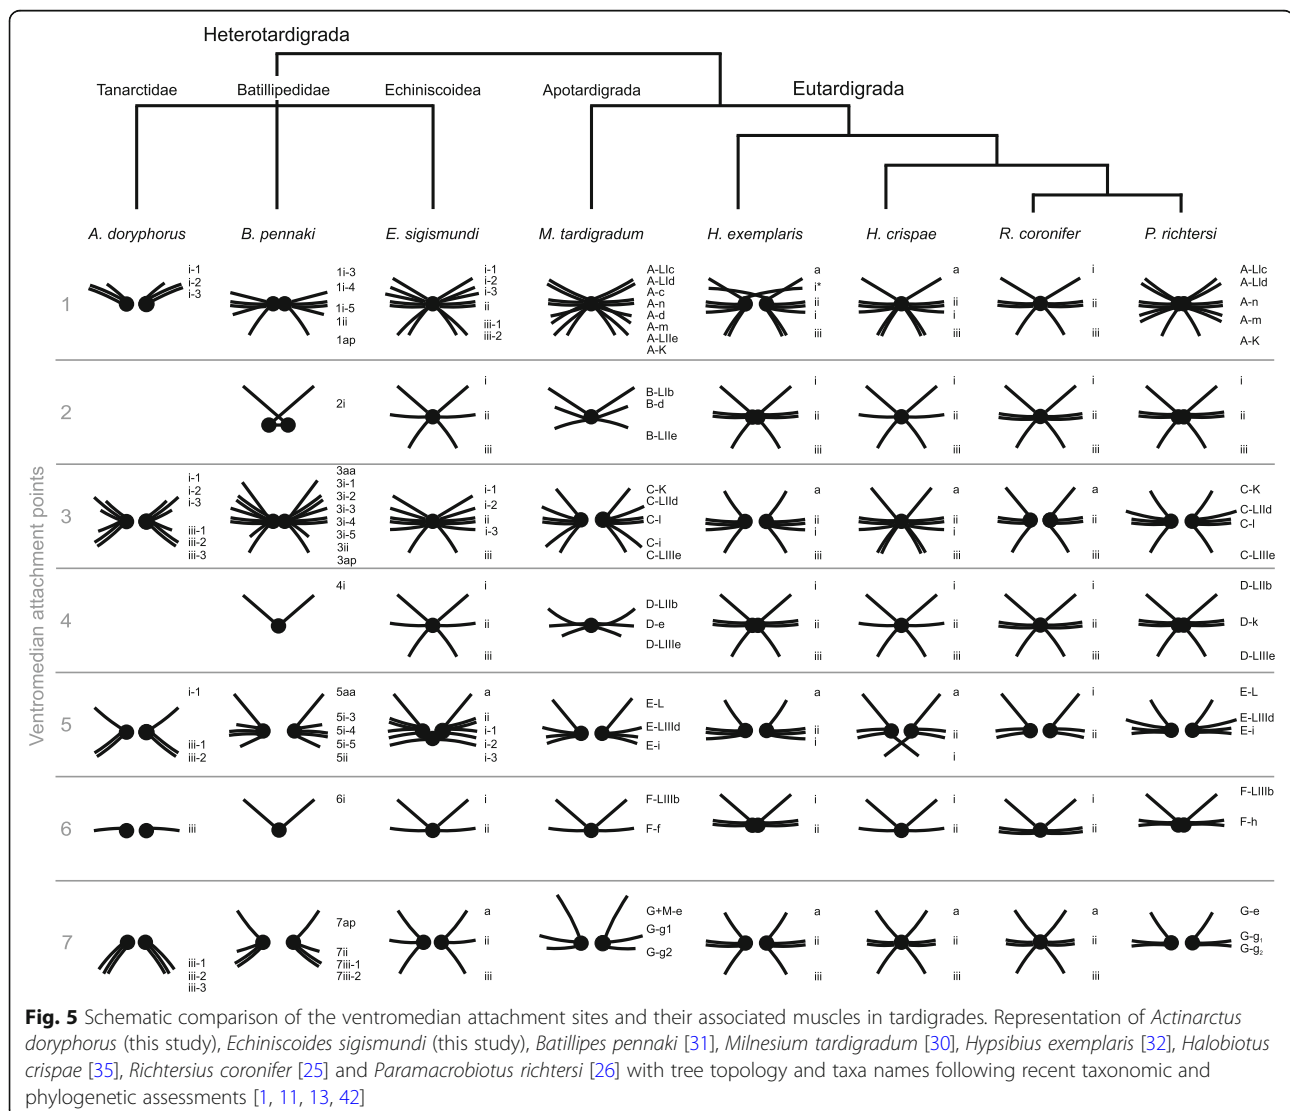 Heterotardigrada
Tanarctidae Batillipedidae Echiniscoidea Apotardigrada Eutardigrada
A. doryphorus B. pennaki E. sigismundi M. tardigradum H. exemplaris H. crispae R. coronifer P. richtersi
Ventromedian attachment points
1
i-1
i-2
i-3
1i-3
1i-4
1i-5
1ii
1ap
i-1
i-2
i-3
ii
iii-1
iii-2
A-LIc
A-LId
A-c
A-n
A-d
A-m
A-LIIe
A-K
a
i*
ii
i
iii
a
ii
i
iii
i
ii
iii
A-LIc
A-LId
A-n
A-m
A-K
2
2i
i
ii
iii
B-LIb
B-d
B-LIIe
i
ii
iii
i
ii
iii
i
ii
iii
i
ii
iii
3
i-1
i-2
i-3
iii-1
iii-2
iii-3
3aa
3i-1
3i-2
3i-3
3i-4
3i-5
3ii
3ap
i-1
i-2
ii
i-3
iii
C-K
C-LIId
C-l
C-i
C-LIIIe
a
ii
i
iii
a
ii
i
iii
a
ii
iii
C-K
C-LIId
C-l
C-LIIIe
4
4i
i
ii
iii
D-LIIb
D-e
D-LIIIe
i
ii
iii
i
ii
iii
i
ii
iii
D-LIIb
D-k
D-LIIIe
5
i-1
iii-1
iii-2
5aa
5i-3
5i-4
5i-5
5ii
a
ii
i-1
i-2
i-3
E-L
E-LIIId
E-i
a
ii
i
a
ii
i
i
ii
E-L
E-LIIId
E-i
6
iii
6i
i
ii
F-LIIIb
F-f
i
ii
i
ii
i
ii
F-LIIIb
F-h
7
iii-1
iii-2
iii-3
7ap
7ii
7iii-1
7iii-2
a
ii
iii
G+M-e
G-g1
G-g2
a
ii
iii
a
ii
iii
a
ii
iii
G-e
G-g₁
G-g₂
Fig. 5 Schematic comparison of the ventromedian attachment sites and their associated muscles in tardigrades. Representation of Actinarctus
doryphorus (this study), Echiniscoides sigismundi (this study), Batillipes pennaki [31], Milnesium tardigradum [30], Hypsibius exemplaris [32], Halobiotus
crispae [35], Richtersius coronifer [25] and Paramacrobiotus richtersi [26] with tree topology and taxa names following recent taxonomic and
phylogenetic assessments [1, 11, 13, 42]